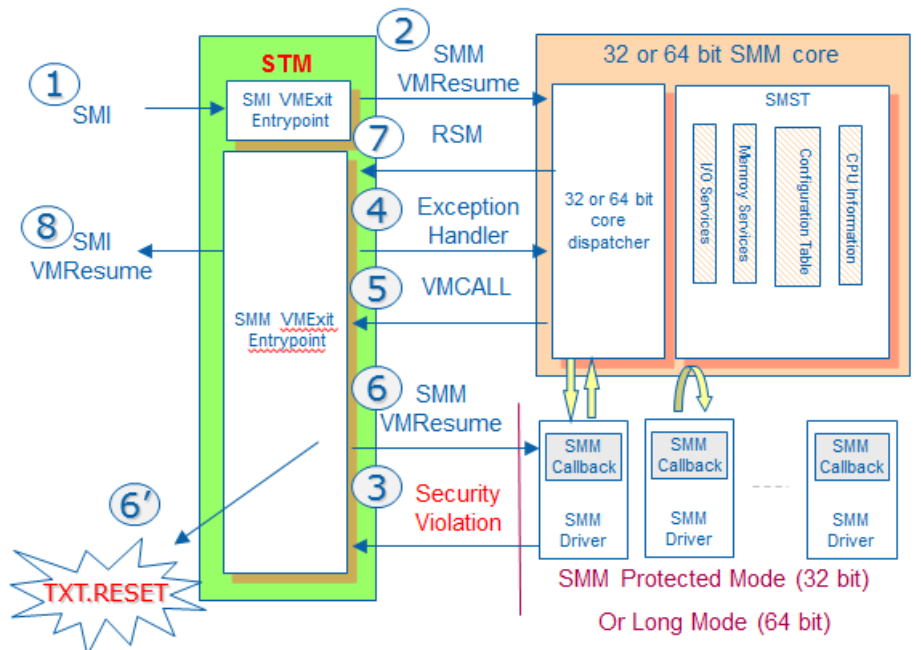 2
SMM
VMResume
32 or 64 bit SMM core
STM
1
SMI
SMI VMExit
Entrypoint
SMST
7
RSM
I/O Services
Memroy Services
Configuration Table
CPU Information
32 or 64 bit
core
dispatcher
4
Exception
Handler
8
SMI
VMResume
5
VMCALL
SMM VMExit
Entrypoint
6
SMM
VMResume
SMM
Callback
SMM
Driver
SMM
Callback
SMM
Driver
SMM
Callback
SMM
Driver
3
Security
Violation
6’
TXT.RESET
SMM Protected Mode (32 bit)
Or Long Mode (64 bit)